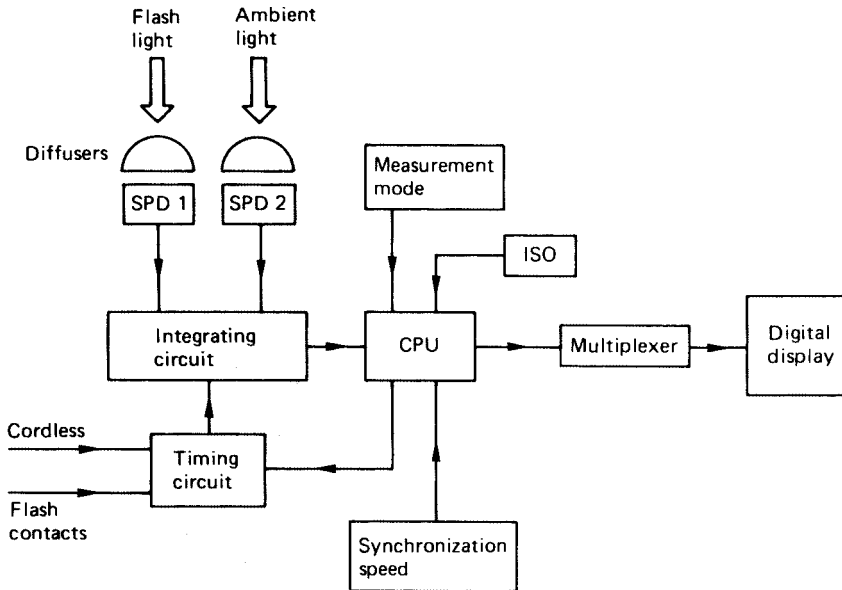 Flash
light
Ambient
light
Diffusers
SPD 1
SPD 2
Measurement
mode
ISO
Integrating
circuit
CPU
Multiplexer
Digital
display
Cordless
Timing
circuit
Flash
contacts
Synchronization
speed